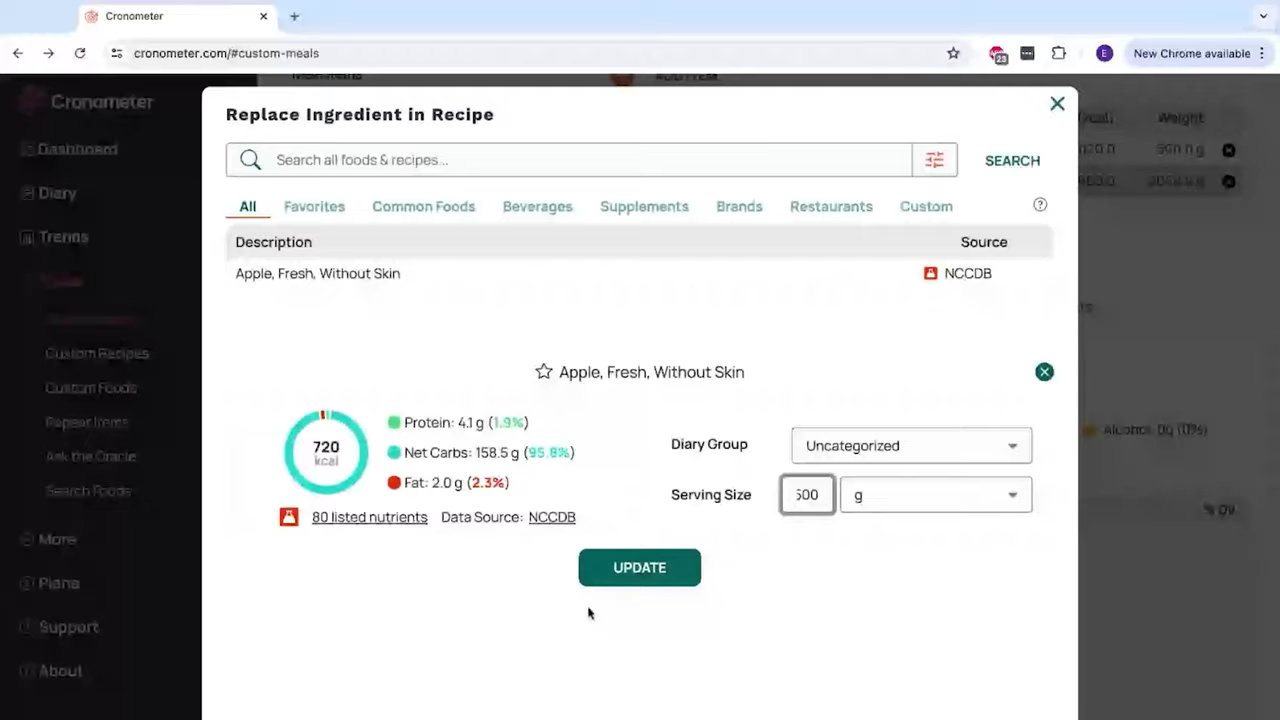 Cronometer
cronometer.com/#custom-meals
23
E
New Chrome available
Cronometer
Dashboard
Diary
Trends
Custom Recipes
Custom Foods
Repeat Items
Ask the Oracle
Search Foods
More
Plans
Support
About
Replace Ingredient in Recipe
Search all foods & recipes...
SEARCH
All Favorites Common Foods Beverages Supplements Brands Restaurants Custom
Description Source
Apple, Fresh, Without Skin NCCDB
Apple, Fresh, Without Skin
720
kcal
Protein: 4.1 g (1.9%)
Net Carbs: 158.5 g (95.8%)
Fat: 2.0 g (2.3%)
80 listed nutrients Data Source: NCCDB
Diary Group Uncategorized
Serving Size 500 g
UPDATE
Weight
Alcohol: 0g (0%)
% DV